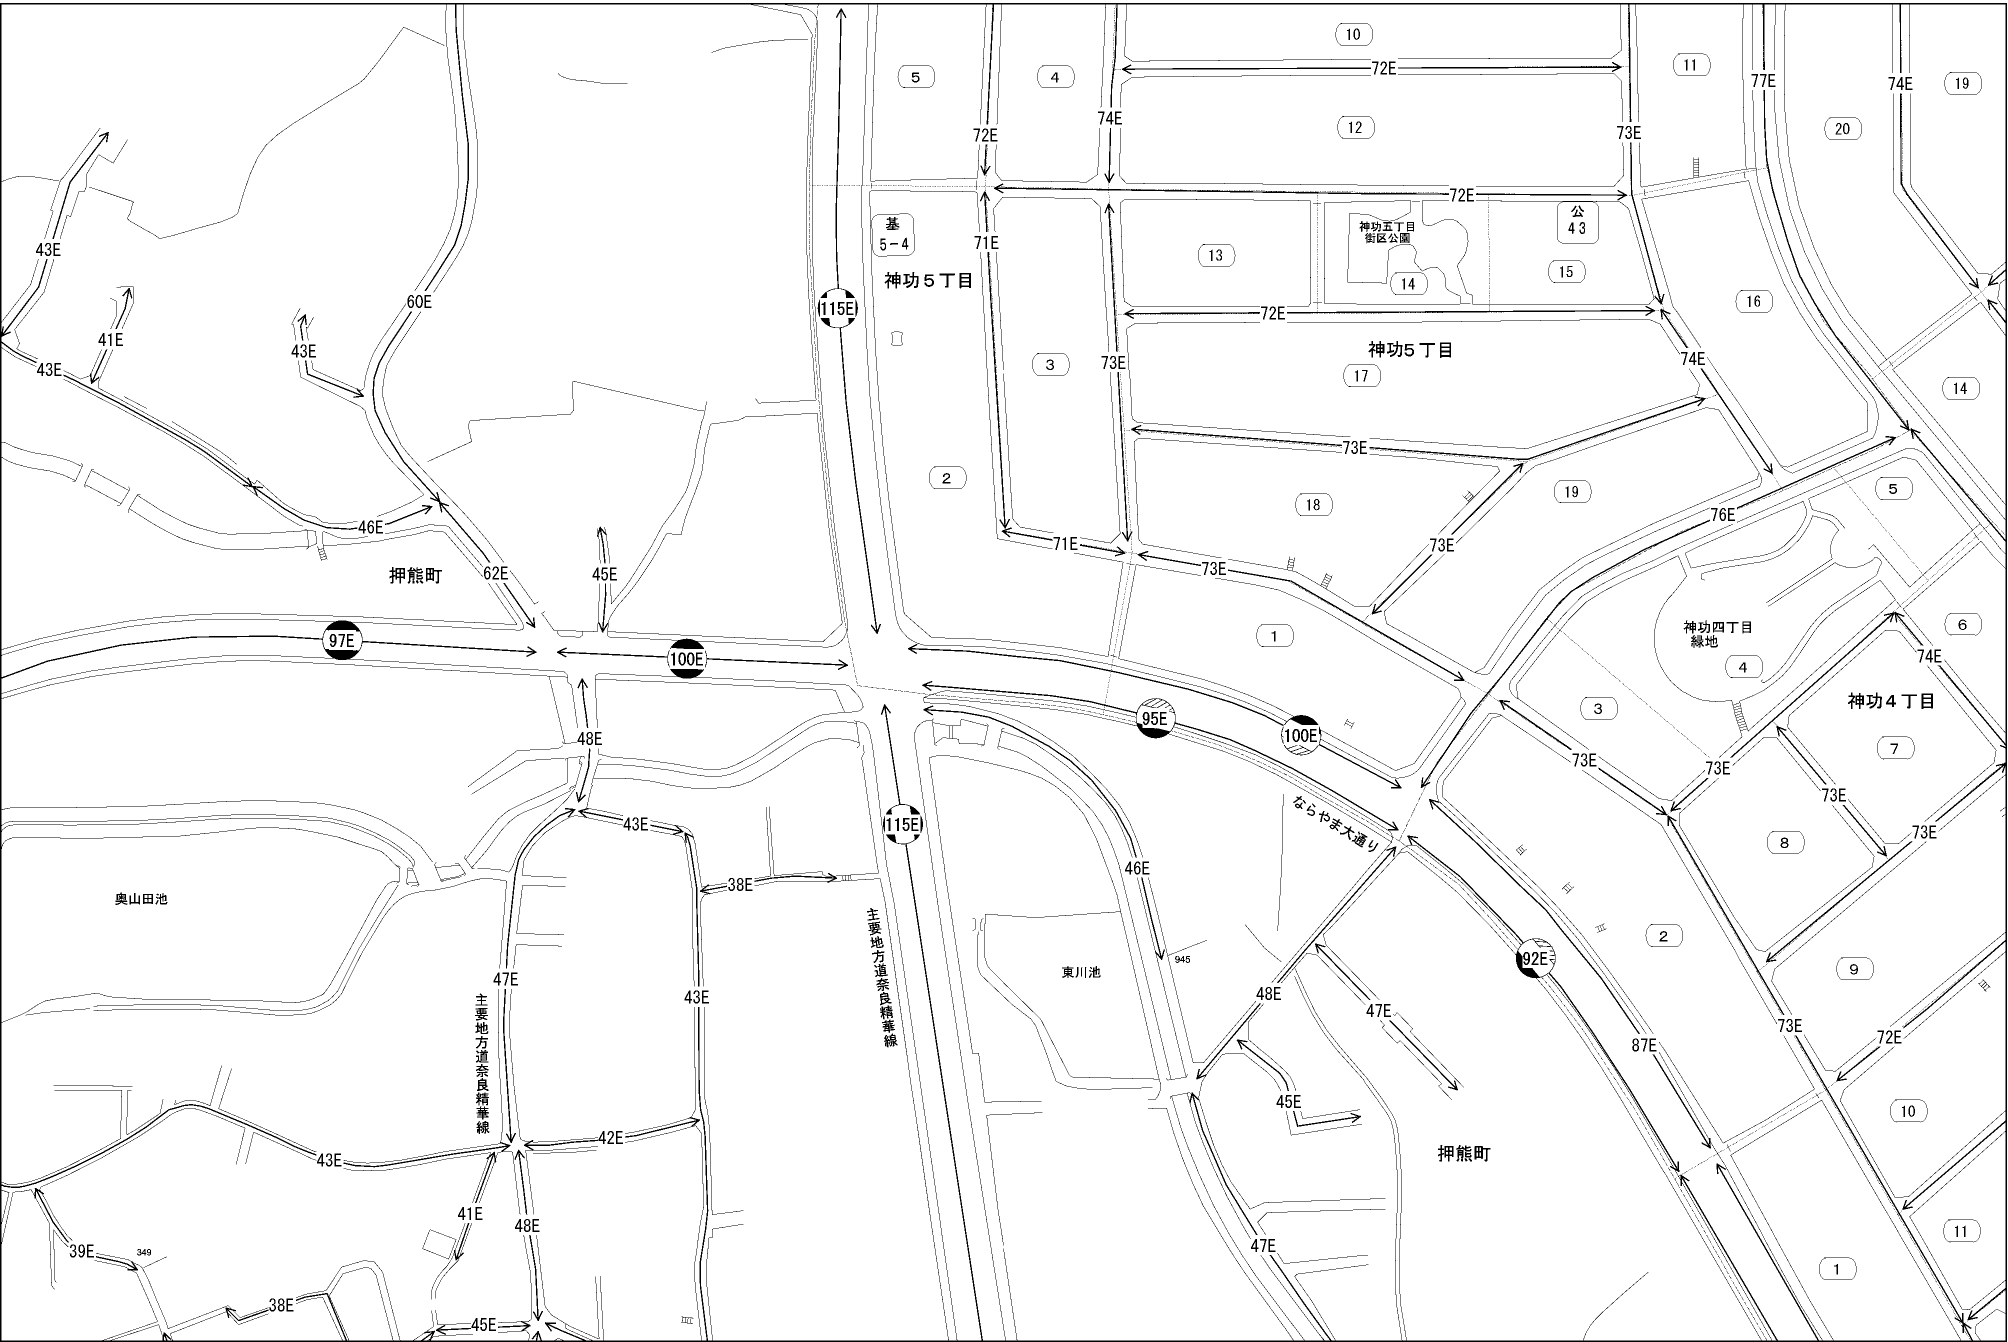 10
11
5
4
72E
77E
74E
19
74E
12
73E
20
72E
72E
公
43
基
5-4
神功五丁目
街区公園
43E
71E
13
15
神功５丁目
14
60E
115E
72E
16
41E
43E
神功５丁目
74E
43E
3
73E
17
14
73E
2
18
19
5
76E
46E
71E
73E
73E
押熊町
62E
45E
1
神功四丁目
緑地
6
97E
100E
4
74E
3
神功４丁目
95E
100E
48E
7
73E
73E
73E
ならやま大通り
43E
115E
73E
8
46E
38E
奥山田池
主要地方道奈良精華線
2
945
92E
東川池
9
47E
48E
43E
主要地方道奈良精華線
47E
73E
72E
87E
45E
10
42E
押熊町
43E
41E
48E
11
39E
349
47E
1
38E
45E